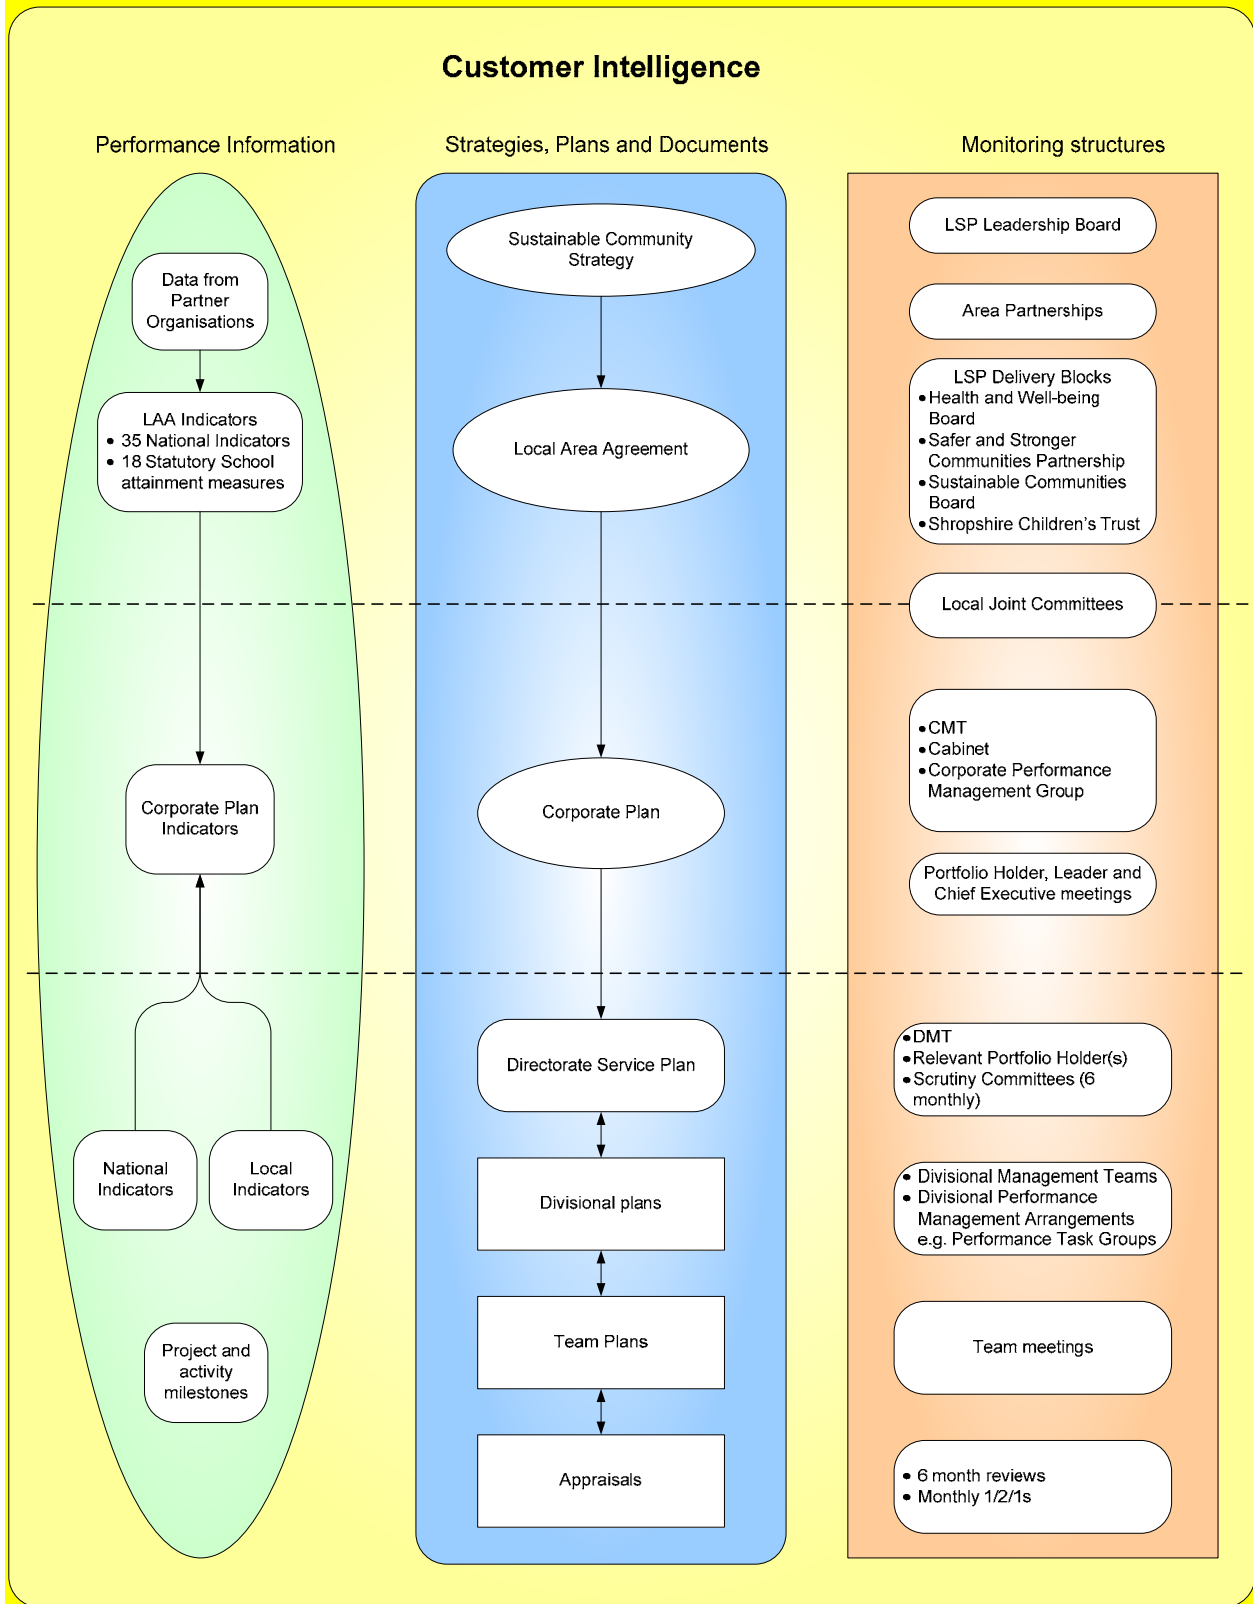 Customer Intelligence
Performance Information
Data from
Partner
Organisations
LAA Indicators
• 35 National Indicators
• 18 Statutory School
attainment measures
Corporate Plan
Indicators
National
Indicators
Local
Indicators
Project and
activity
milestones
Strategies, Plans and Documents
Sustainable Community
Strategy
Local Area Agreement
Corporate Plan
Directorate Service Plan
Divisional plans
Team Plans
Appraisals
Monitoring structures
LSP Leadership Board
Area Partnerships
LSP Delivery Blocks
•Health and Well-being
Board
•Safer and Stronger
Communities Partnership
•Sustainable Communities
Board
•Shropshire Children’s Trust
Local Joint Committees
•CMT
•Cabinet
•Corporate Performance
Management Group
Portfolio Holder, Leader and
Chief Executive meetings
•DMT
•Relevant Portfolio Holder(s)
•Scrutiny Committees (6
monthly)
• Divisional Management Teams
• Divisional Performance
Management Arrangements
e.g. Performance Task Groups
Team meetings
• 6 month reviews
• Monthly 1/2/1s